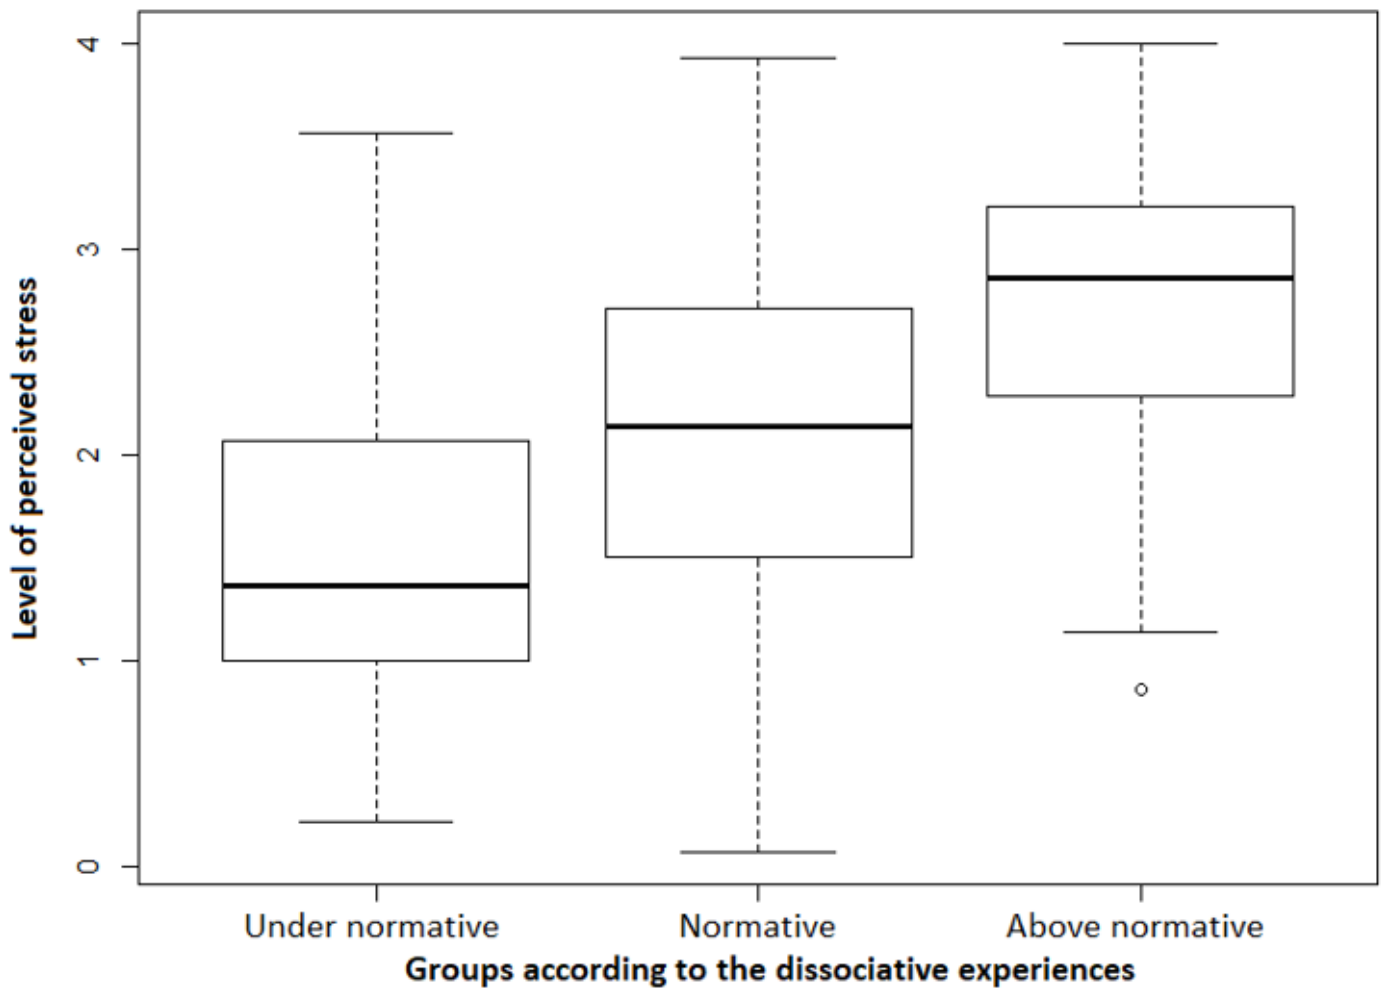 Level of perceived stress
4
3
2
1
0
Under normative
Normative
Above normative
Groups according to the dissociative experiences